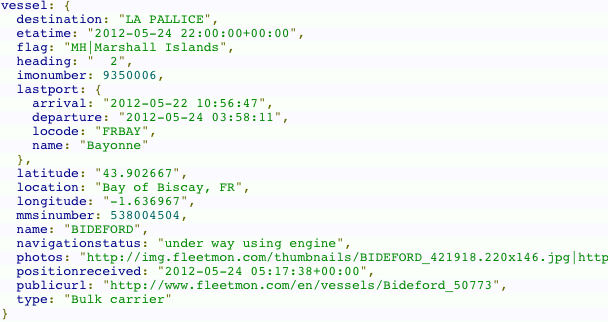 vessel: {
  destination: "LA PALLICE",
  etatime: "2012-05-24 22:00:00+00:00",
  flag: "MH|Marshall Islands",
  heading: "  2",
  imonumber: 9350006,
  lastport: {
    arrival: "2012-05-22 10:56:47",
    departure: "2012-05-24 03:58:11",
    locode: "FRBAY",
    name: "Bayonne"
  },
  latitude: "43.902667",
  location: "Bay of Biscay, FR",
  longitude: "-1.636967",
  mmsinumber: 538004504,
  name: "BIDEFORD",
  navigationstatus: "under way using engine",
  photos: "http://img.fleetmon.com/thumbnails/BIDEFORD_421918.220x146.jpg|http
  positionreceived: "2012-05-24 05:17:38+00:00",
  publicurl: "http://www.fleetmon.com/en/vessels/Bideford_50773",
  type: "Bulk carrier"
}